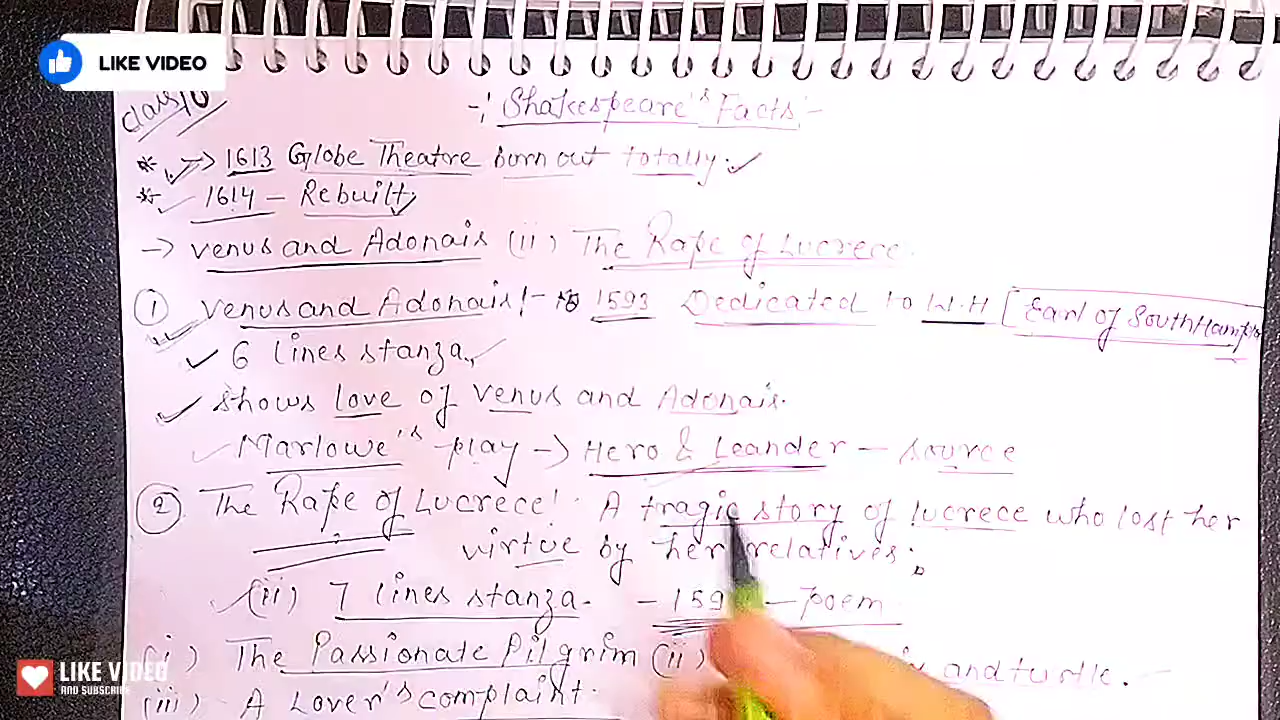 LIKE VIDEO
class/6
-: Shakespeare's Facts :-
* 1. -> 1613 Globe Theatre born out totally.
* 1614 - Rebuilt
-> Venus and Adonais (ii) The Rape of Lucrece.
① Venus and Adonais :- 1593 Dedicated to W.H [Earl of SouthHampton
6 lines stanza.
shows love of Venus and Adonais.
Marlowe's play -> Hero & Leander - source
② The Rape of Lucrece : A tragic story of lucrece who lost her
virtue by her relatives.
(ii) 7 lines stanza. - 159 - poem
(i) The Passionate Pilgrim (ii) and turtle.
(iii) A Lover's complaint.
LIKE VIDEO
AND SUBSCRIBE